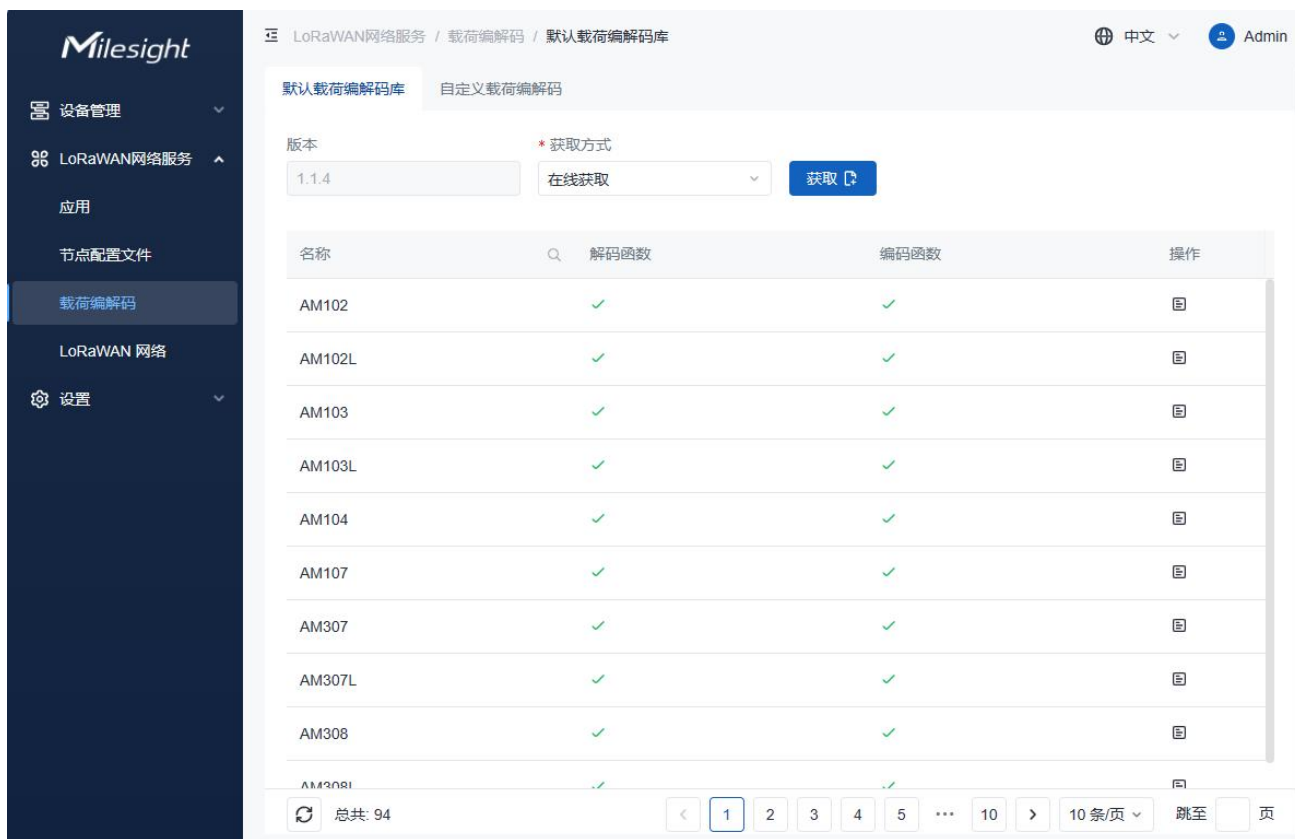 Milesight
LoRaWAN网络服务 / 载荷编解码 / 默认载荷编解码库
中文
Admin
设备管理
LoRaWAN网络服务
应用
节点配置文件
载荷编解码
LoRaWAN 网络
设置
默认载荷编解码库 自定义载荷编解码
版本 * 获取方式
1.1.4 在线获取 获取
名称 解码函数 编码函数 操作
AM102
AM102L
AM103
AM103L
AM104
AM107
AM307
AM307L
AM308
AM308L
总共: 94 < 1 2 3 4 5 ••• 10 > 10 条/页 跳至 页